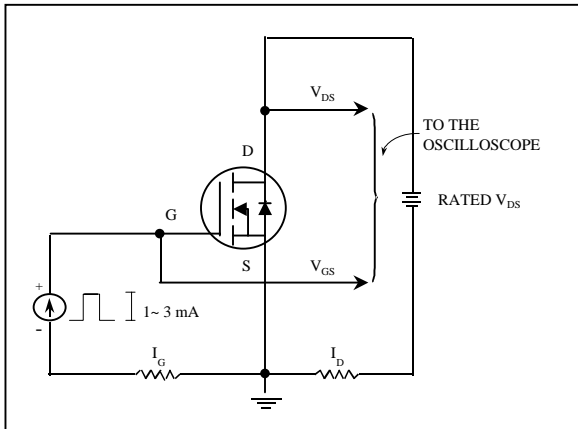 V_DS
TO THE
OSCILLOSCOPE
D
RATED V_DS
G
S
V_GS
+
-
1~ 3 mA
I_G
I_D